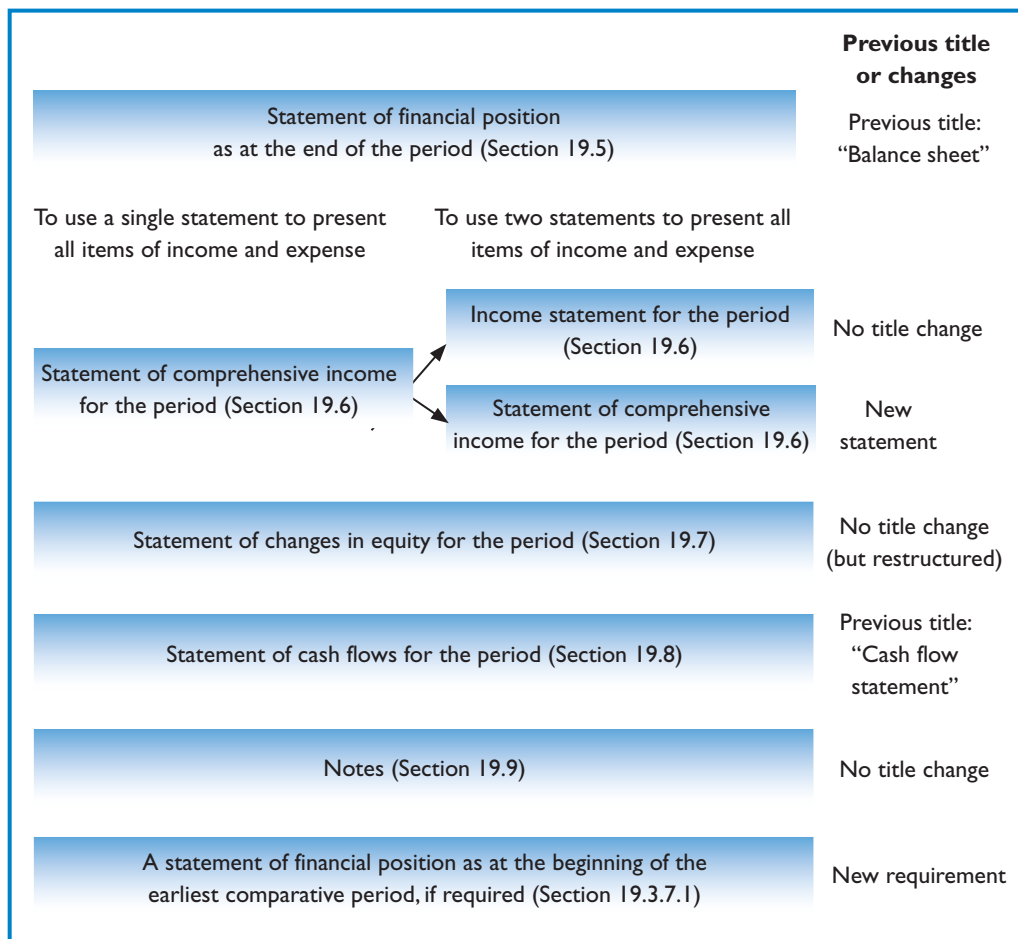 Previous title
or changes
Statement of financial position
as at the end of the period (Section 19.5)
Previous title:
“Balance sheet”
To use a single statement to present
all items of income and expense
To use two statements to present all
items of income and expense
Income statement for the period
(Section 19.6)
No title change
Statement of comprehensive income
for the period (Section 19.6)
Statement of comprehensive
income for the period (Section 19.6)
New
statement
Statement of changes in equity for the period (Section 19.7)
No title change
(but restructured)
Statement of cash flows for the period (Section 19.8)
Previous title:
“Cash flow
statement”
Notes (Section 19.9)
No title change
A statement of financial position as at the beginning of the
earliest comparative period, if required (Section 19.3.7.1)
New requirement